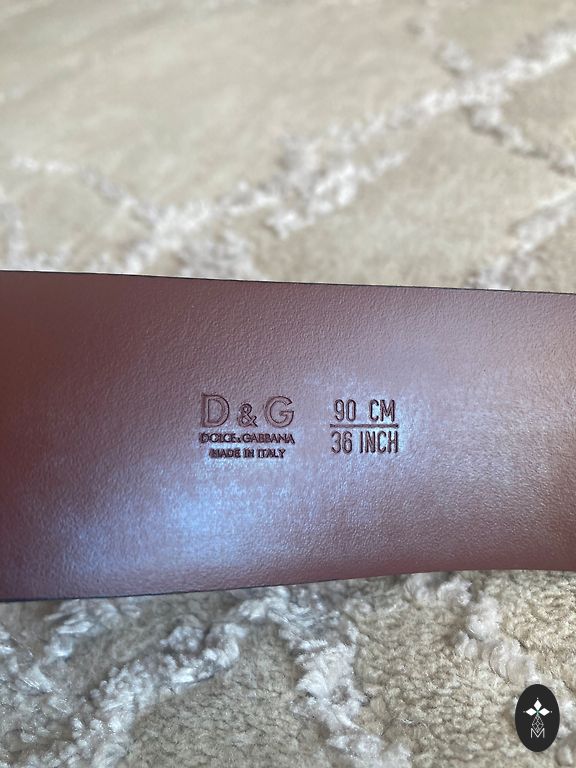 D & G
DOLCE & GABBANA
MADE IN ITALY
90 CM
36 INCH
M